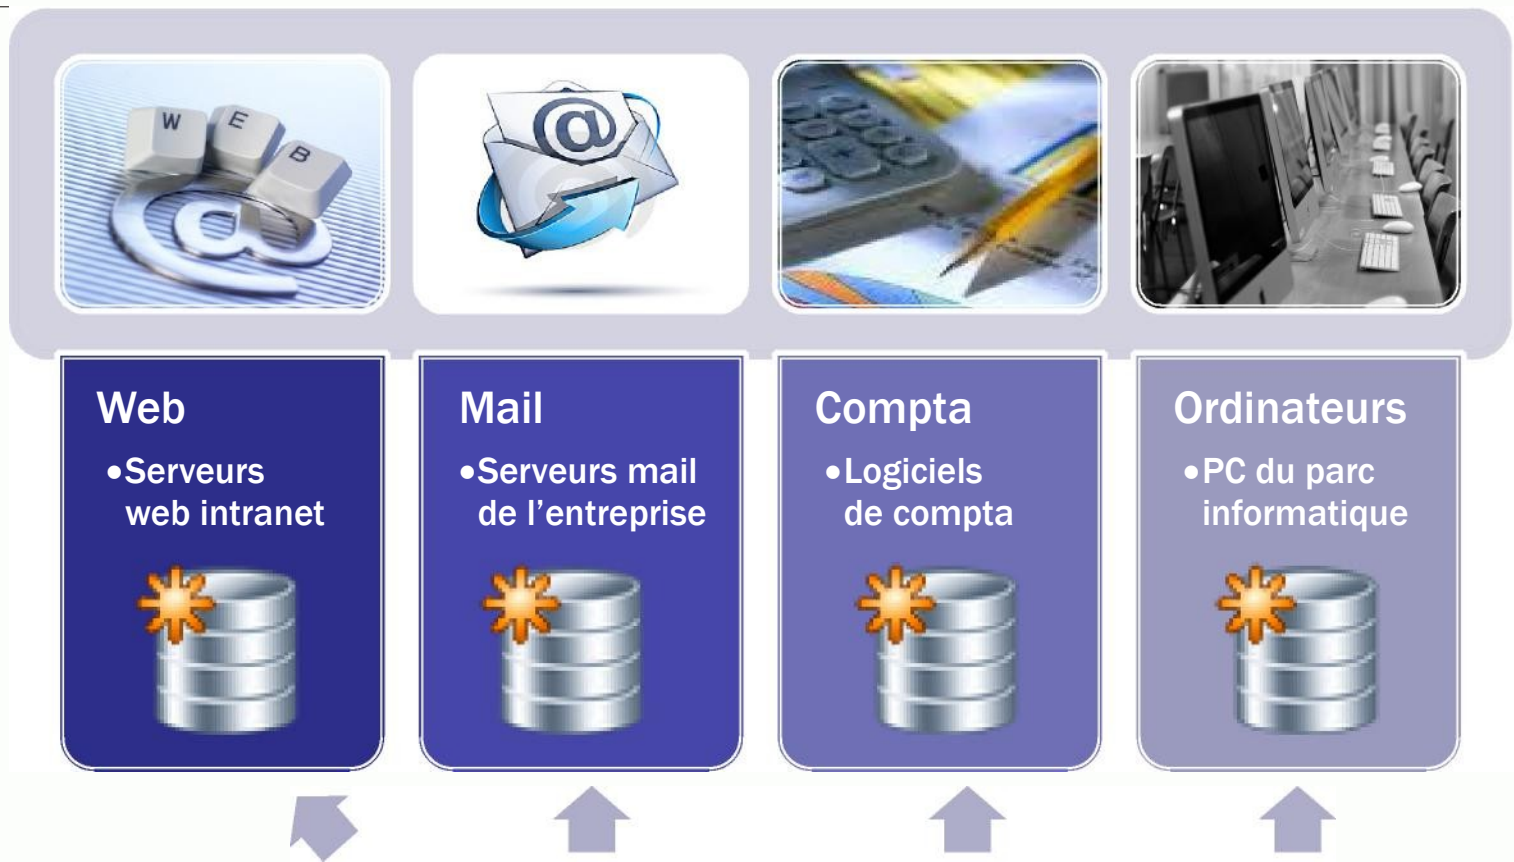 W E B
@
@
Web
•Serveurs
web intranet
Mail
•Serveurs mail
de l’entreprise
Compta
•Logiciels
de compta
Ordinateurs
•PC du parc
informatique